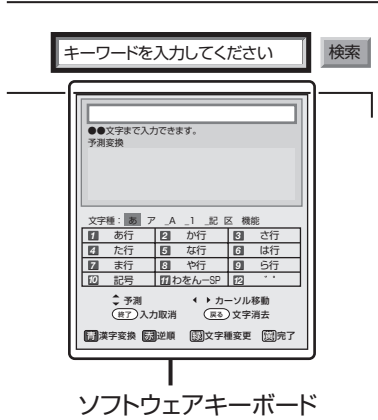 キーワードを入力してください 検索
●●文字まで入力できます。
予測変換
文字種: あ ア _A _1 _記 区 機能
1 あ行 2 か行 3 さ行
4 た行 5 な行 6 は行
7 ま行 8 や行 9 ら行
10 記号 11 わをん－SP 12 ゛゜
予測 カーソル移動
終了 入力取消 戻る 文字消去
青 漢字変換 赤 逆順 緑 文字種変更 黄 完了
ソフトウェアキーボード